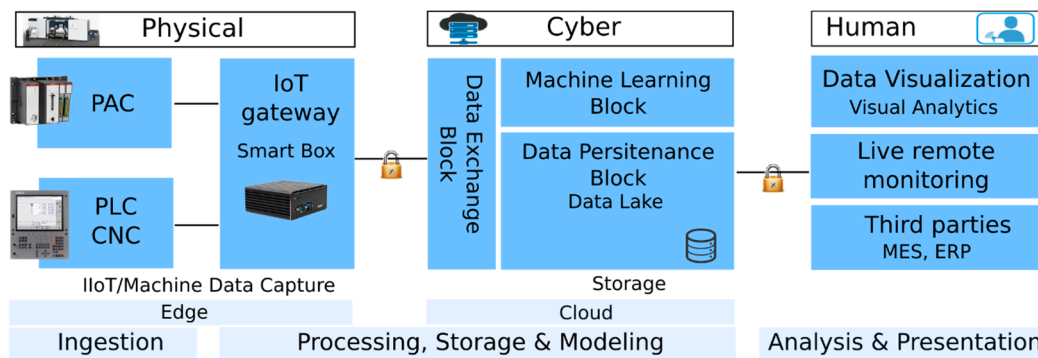 Physical
Cyber
Human
PAC
IoT
gateway
Smart Box
PLC
CNC
Data Exchange
Block
Machine Learning
Block
Data Persitenance
Block
Data Lake
Data Visualization
Visual Analytics
Live remote
monitoring
Third parties
MES, ERP
IIoT/Machine Data Capture
Storage
Edge
Cloud
Ingestion
Processing, Storage & Modeling
Analysis & Presentation